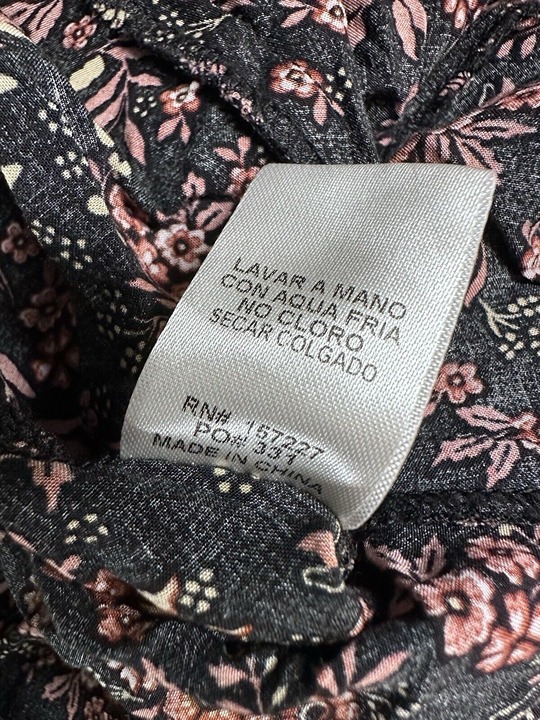 LAVAR A MANO
CON AQUA FRIA
NO CLORO
SECAR COLGADO
RN# 157227
PO# 331
MADE IN CHINA